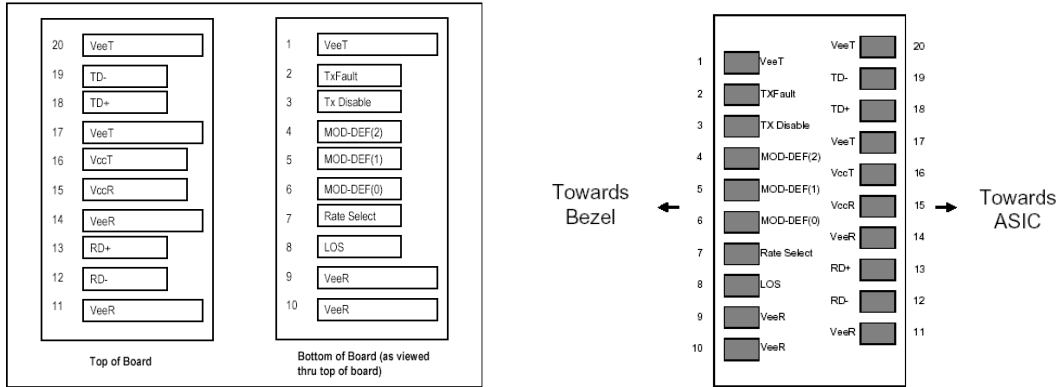 20 VeeT
19 TD-
18 TD+
17 VeeT
16 VccT
15 VccR
14 VeeR
13 RD+
12 RD-
11 VeeR
Top of Board
1 VeeT
2 TxFault
3 Tx Disable
4 MOD-DEF(2)
5 MOD-DEF(1)
6 MOD-DEF(0)
7 Rate Select
8 LOS
9 VeeR
10 VeeR
Bottom of Board (as viewed
thru top of board)
Towards
Bezel
1 VeeT
2 TXFault
3 TX Disable
4 MOD-DEF(2)
5 MOD-DEF(1)
6 MOD-DEF(0)
7 Rate Select
8 LOS
9 VeeR
10 VeeR
VeeT 20
TD- 19
TD+ 18
VeeT 17
VccT 16
VccR 15
VeeR 14
RD+ 13
RD- 12
VeeR 11
Towards
ASIC